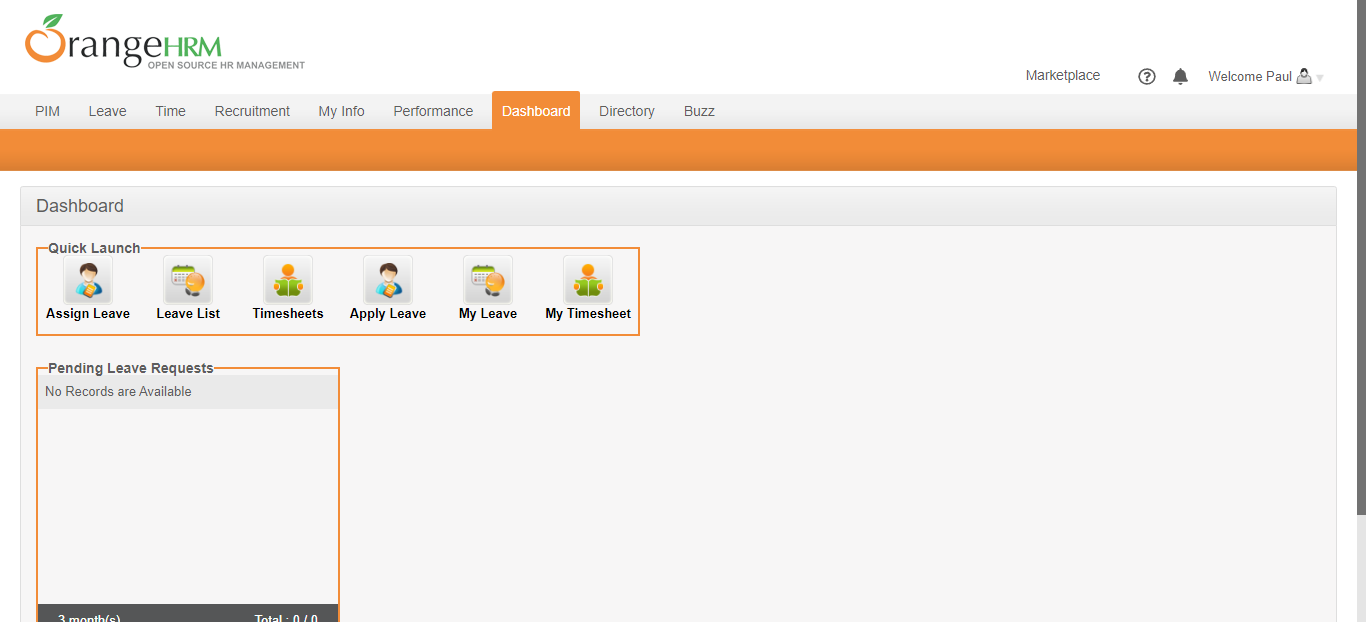 OrangeHRM
OPEN SOURCE HR MANAGEMENT
Marketplace Welcome Paul
PIM Leave Time Recruitment My Info Performance Dashboard Directory Buzz
Dashboard
Quick Launch
Assign Leave Leave List Timesheets Apply Leave My Leave My Timesheet
Pending Leave Requests
No Records are Available
3 month(s) Total : 0 / 0